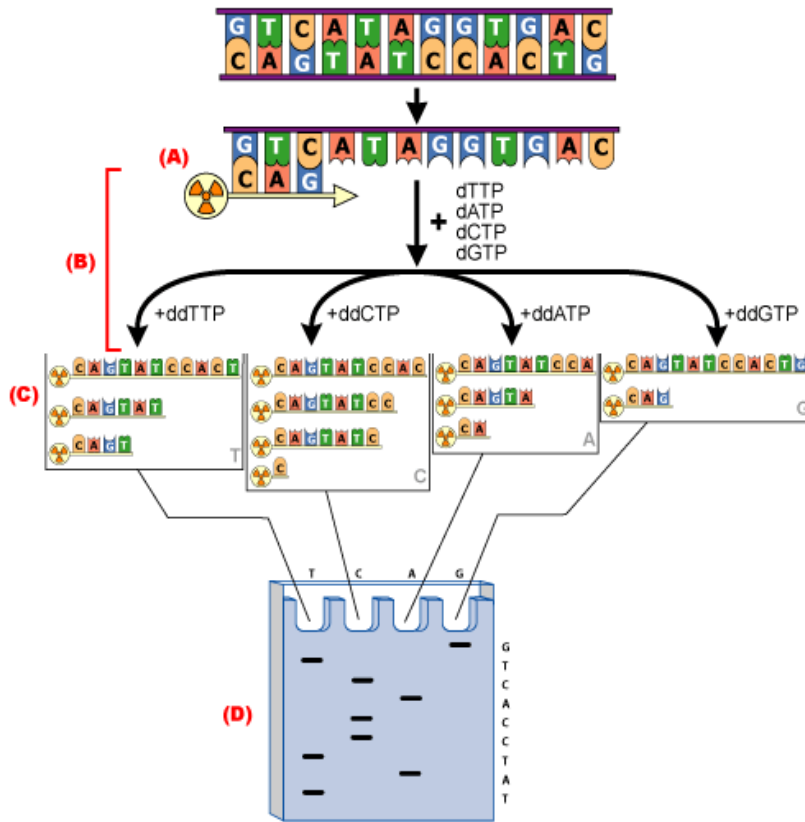 G T C A T A G G T G A C
C A G T A T C C A C T G
(A)
G T C A T A G G T G A C
C A G
dTTP
dATP
+ dCTP
dGTP
(B)
+ddTTP +ddCTP +ddATP +ddGTP
(C)
C A G T A T C C A C T
C A G T A T
C A G T
T
C A G T A T C C A C
C A G T A T C C
C A G T A T C
C
C
C A G T A T C C A
C A G T A
C A
A
C A G T A T C C A C T G
C A G
G
T C A G
(D)
G
T
C
A
C
C
T
A
T